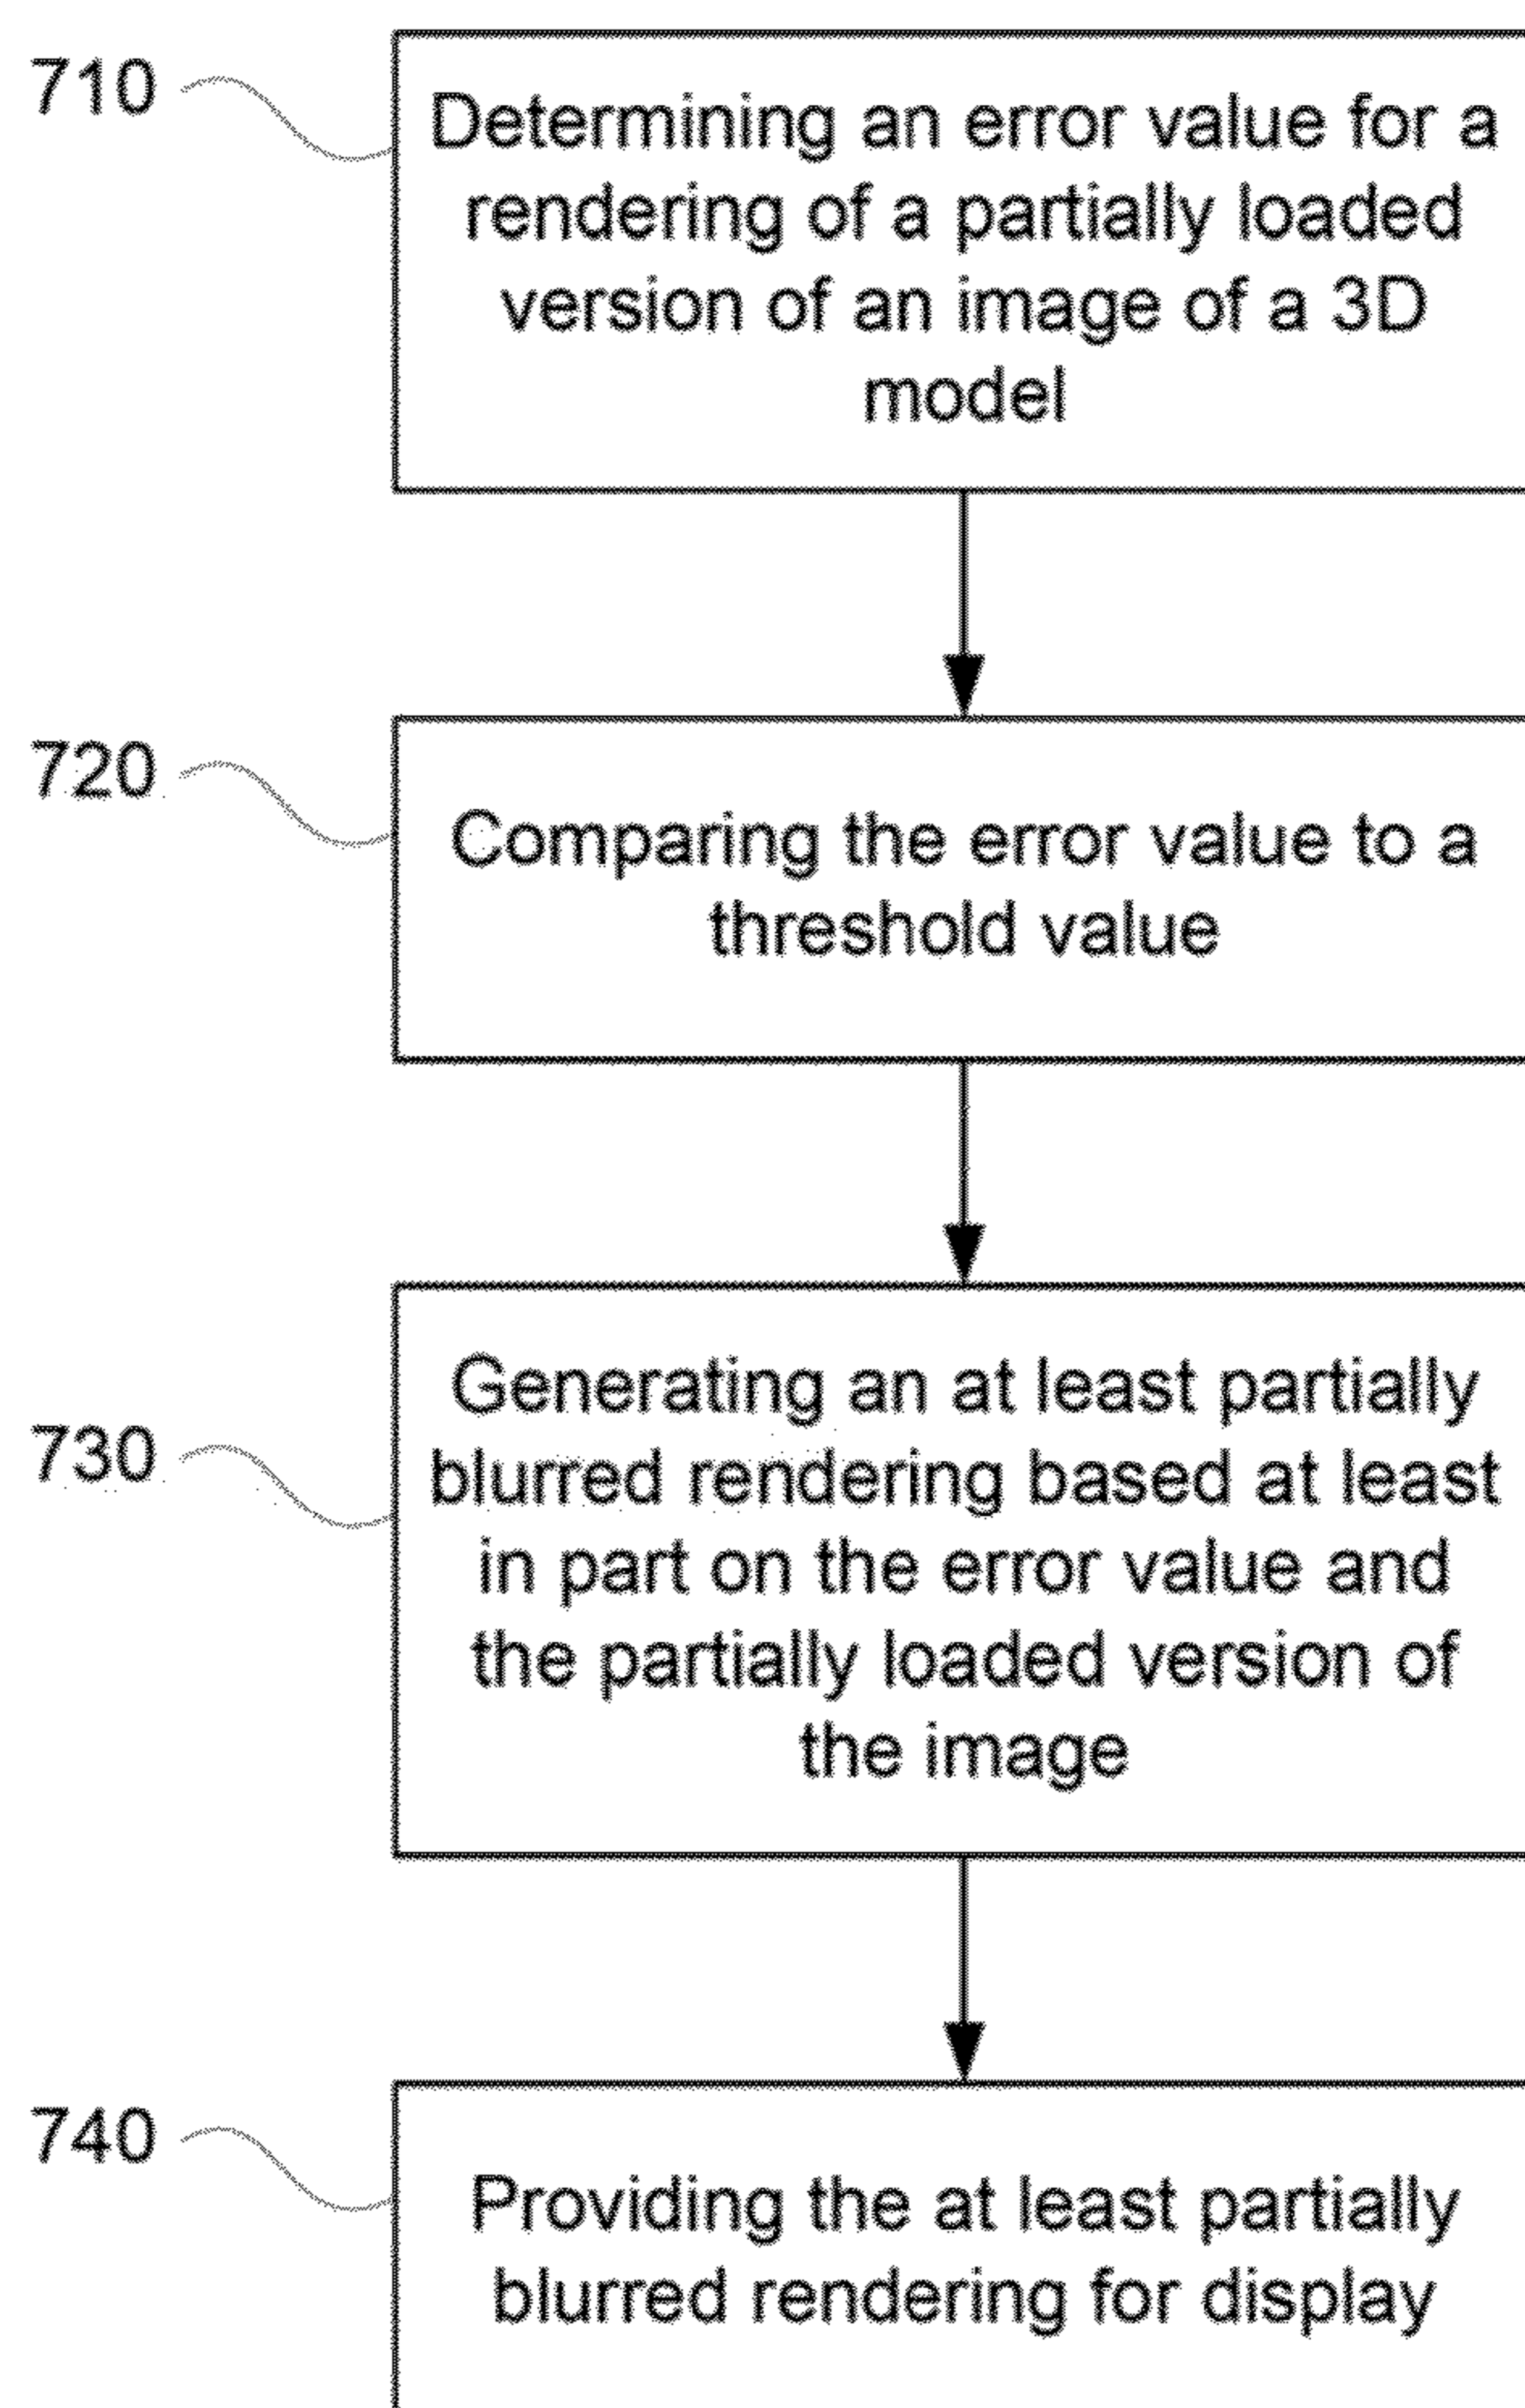 710
Determining an error value for a
rendering of a partially loaded
version of an image of a 3D
model
720
Comparing the error value to a
threshold value
730
Generating an at least partially
blurred rendering based at least
in part on the error value and
the partially loaded version of
the image
740
Providing the at least partially
blurred rendering for display